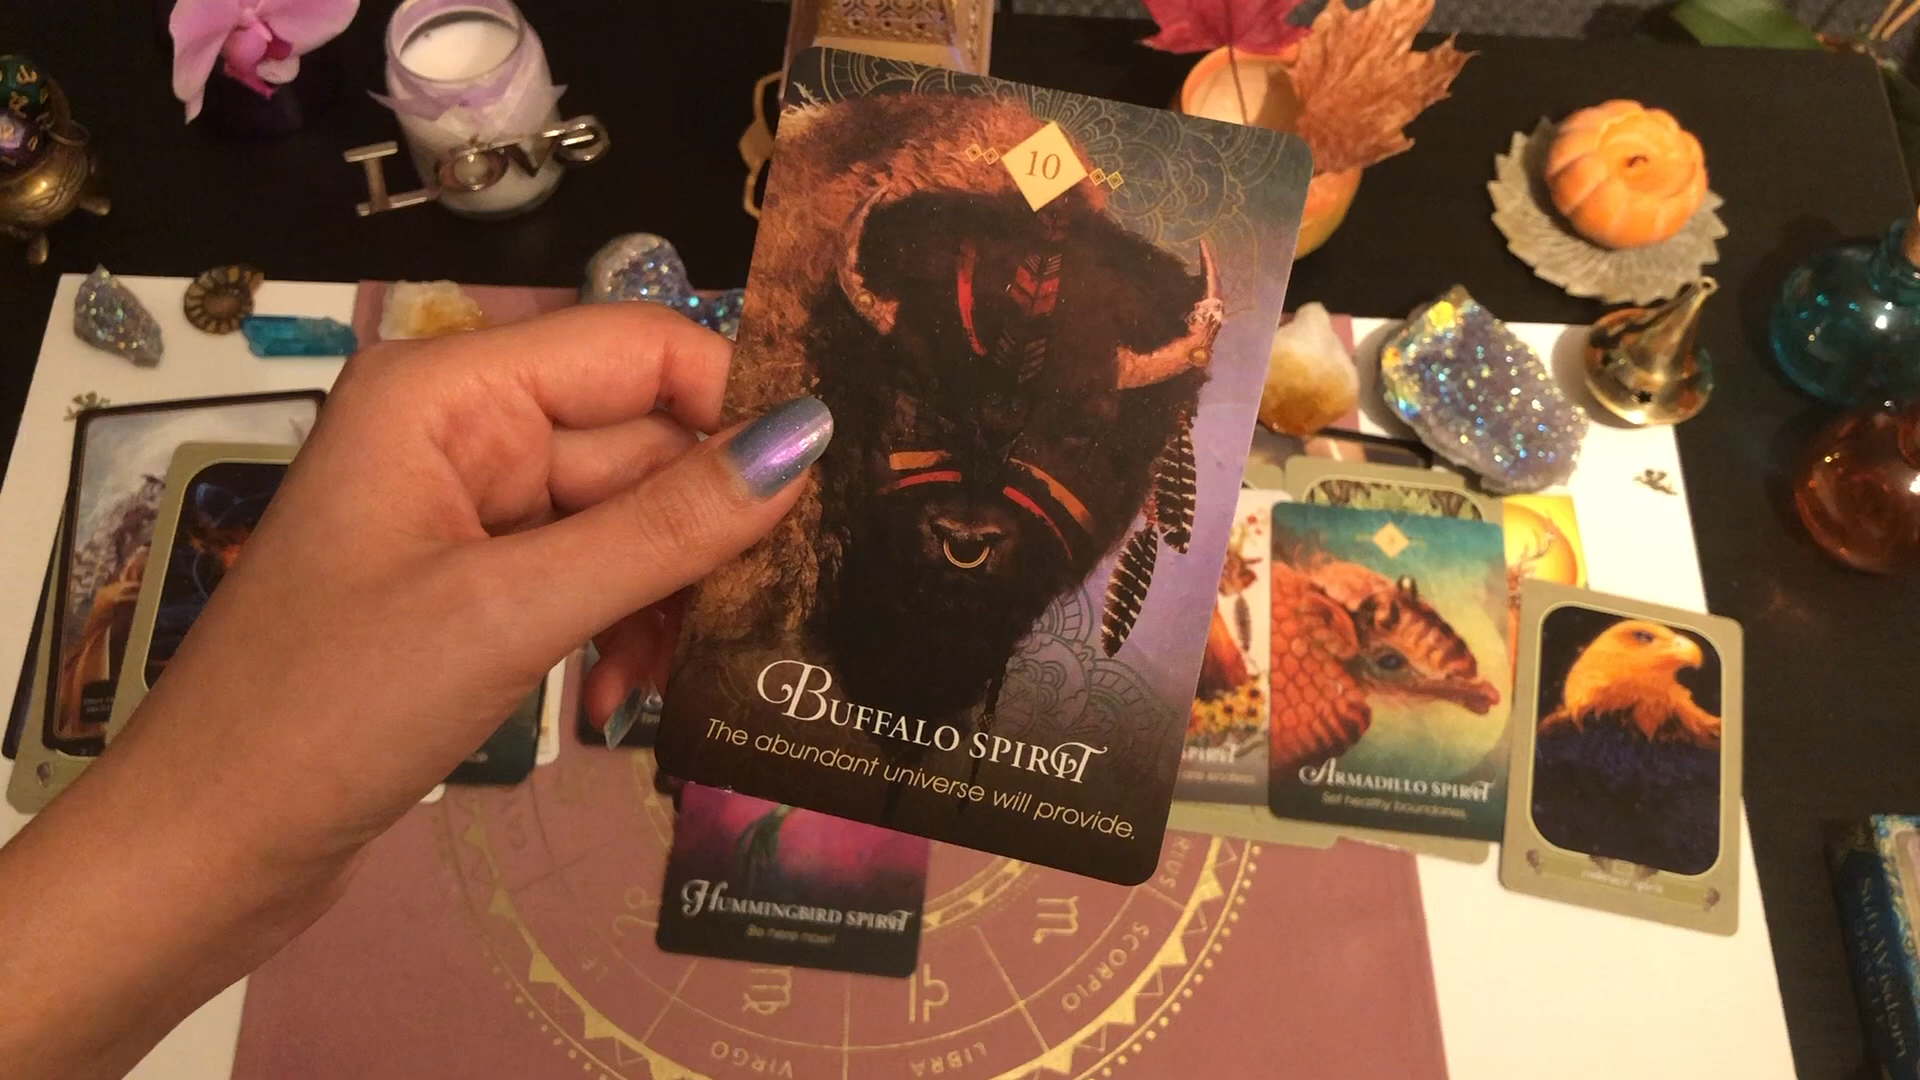 LOVE
10
BUFFALO SPIRIT
The abundant universe will provide.
SPIRIT
ARMADILLO SPIRIT
Set healthy boundaries.
HUMMINGBIRD SPIRIT
Be here now!
SCORPIO
LIBRA
VIRGO